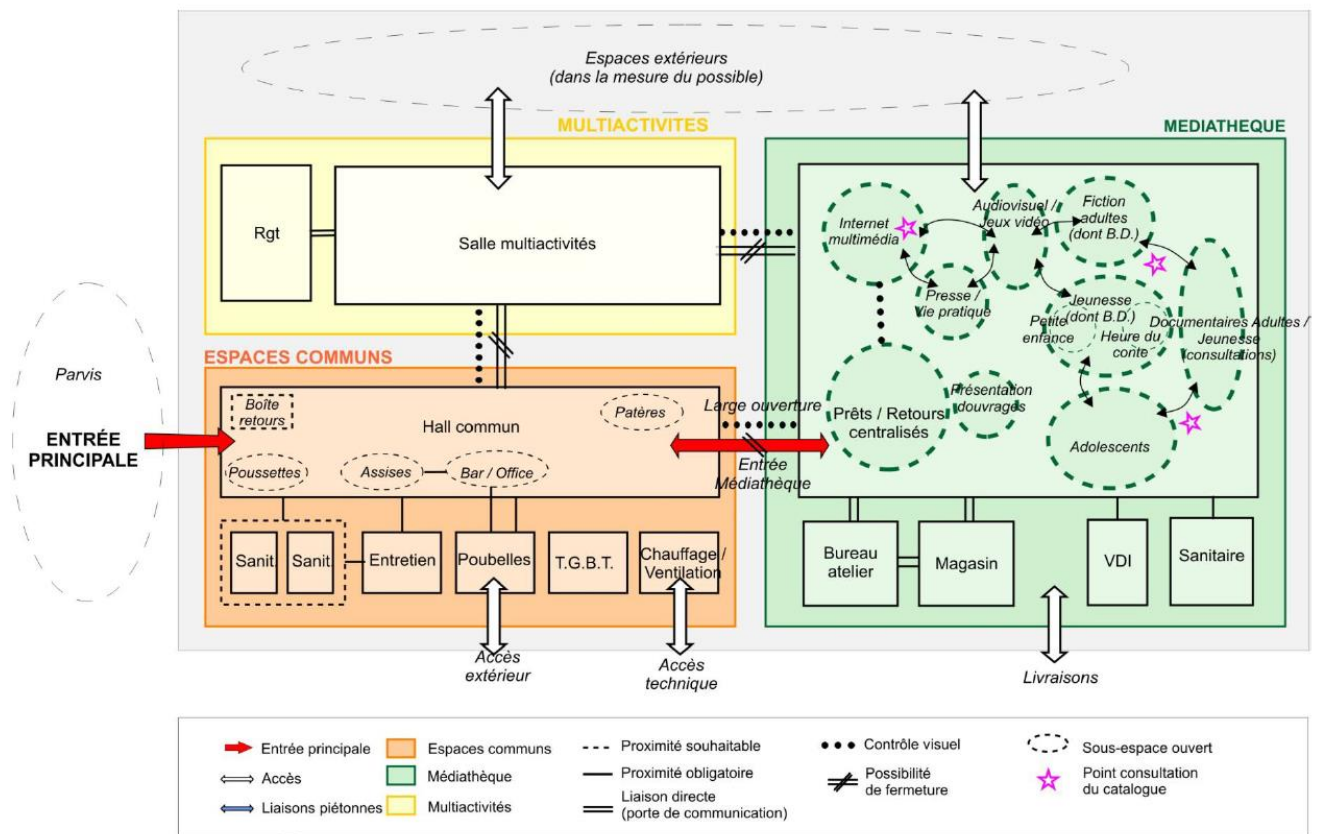 Espaces extérieurs
(dans la mesure du possible)
MULTIACTIVITES
MEDIATHEQUE
Rgt
Salle multiactivités
Internet
multimédia
Audiovisuel /
Jeux vidéo
Fiction
adultes
(dont B.D.)
Presse /
Vie pratique
Jeunesse
(dont B.D.)
Petite
enfance
Heure du
conte
Documentaires Adultes /
Jeunesse
(consultations)
Parvis
ENTRÉE
PRINCIPALE
ESPACES COMMUNS
Boîte
retours
Hall commun
Patères
Poussettes
Assises
Bar / Office
Large ouverture
Entrée
Médiathèque
Prêts / Retours
centralisés
Présentation
douvrages
Adolescents
Sanit.
Sanit.
Entretien
Poubelles
T.G.B.T.
Chauffage /
Ventilation
Bureau
atelier
Magasin
VDI
Sanitaire
Accès
extérieur
Accès
technique
Livraisons
Entrée principale
Accès
Liaisons piétonnes
Espaces communs
Médiathèque
Multiactivités
Proximité souhaitable
Proximité obligatoire
Liaison directe
(porte de communication)
Contrôle visuel
Possibilité
de fermeture
Sous-espace ouvert
Point consultation
du catalogue